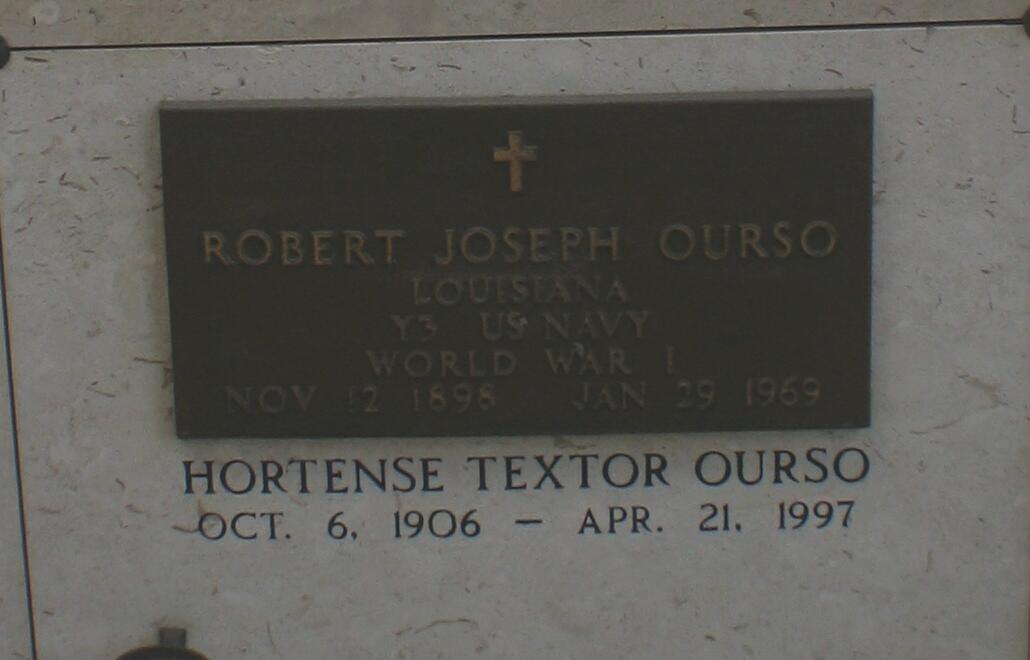 ROBERT JOSEPH OURSO
LOUISIANA
Y3 US NAVY
WORLD WAR I
NOV 12 1898 JAN 29 1969
HORTENSE TEXTOR OURSO
OCT. 6, 1906 – APR. 21, 1997